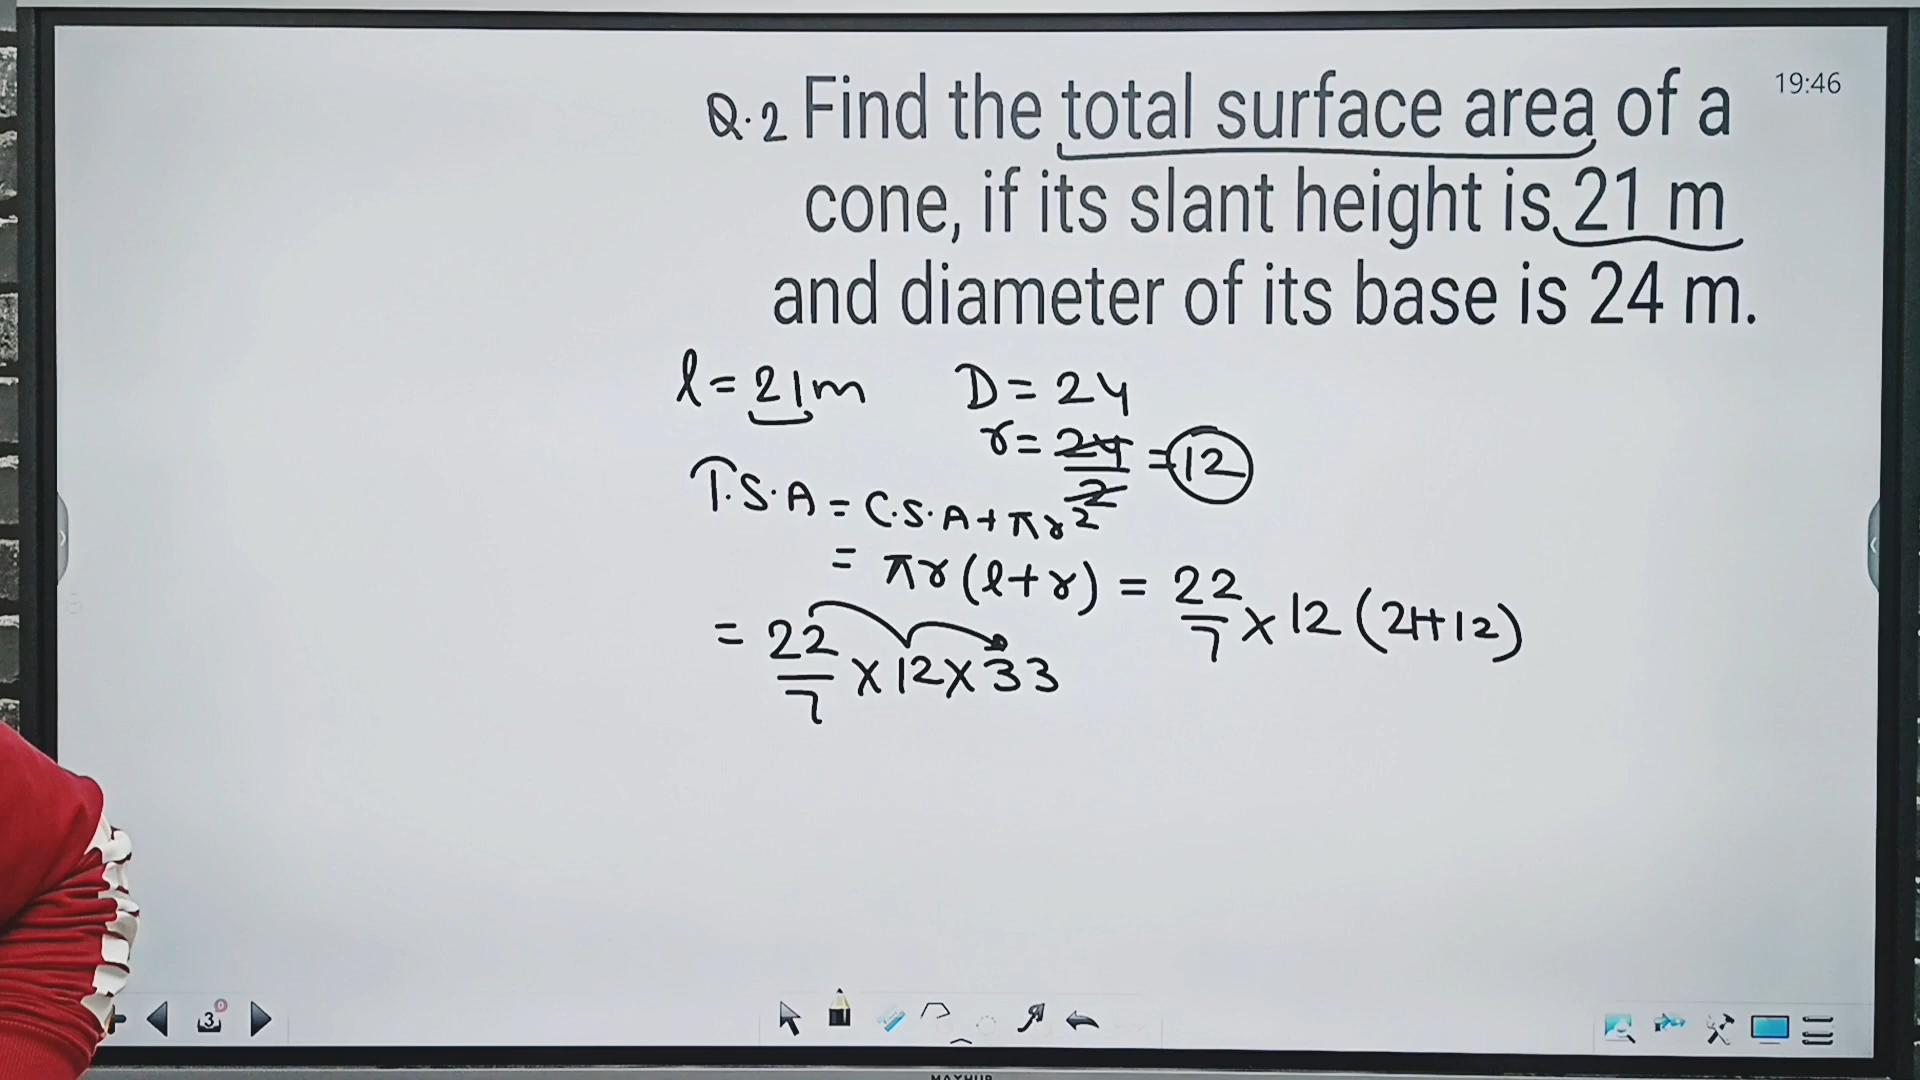 19:46
Q.2 Find the total surface area of a
cone, if its slant height is 21 m
and diameter of its base is 24 m.
l = 21m D = 24
r = 24/2 = 12
T.S.A = C.S.A + πr²
= πr (l+r) = 22/7 × 12 (21+12)
= 22/7 × 12 × 33
3